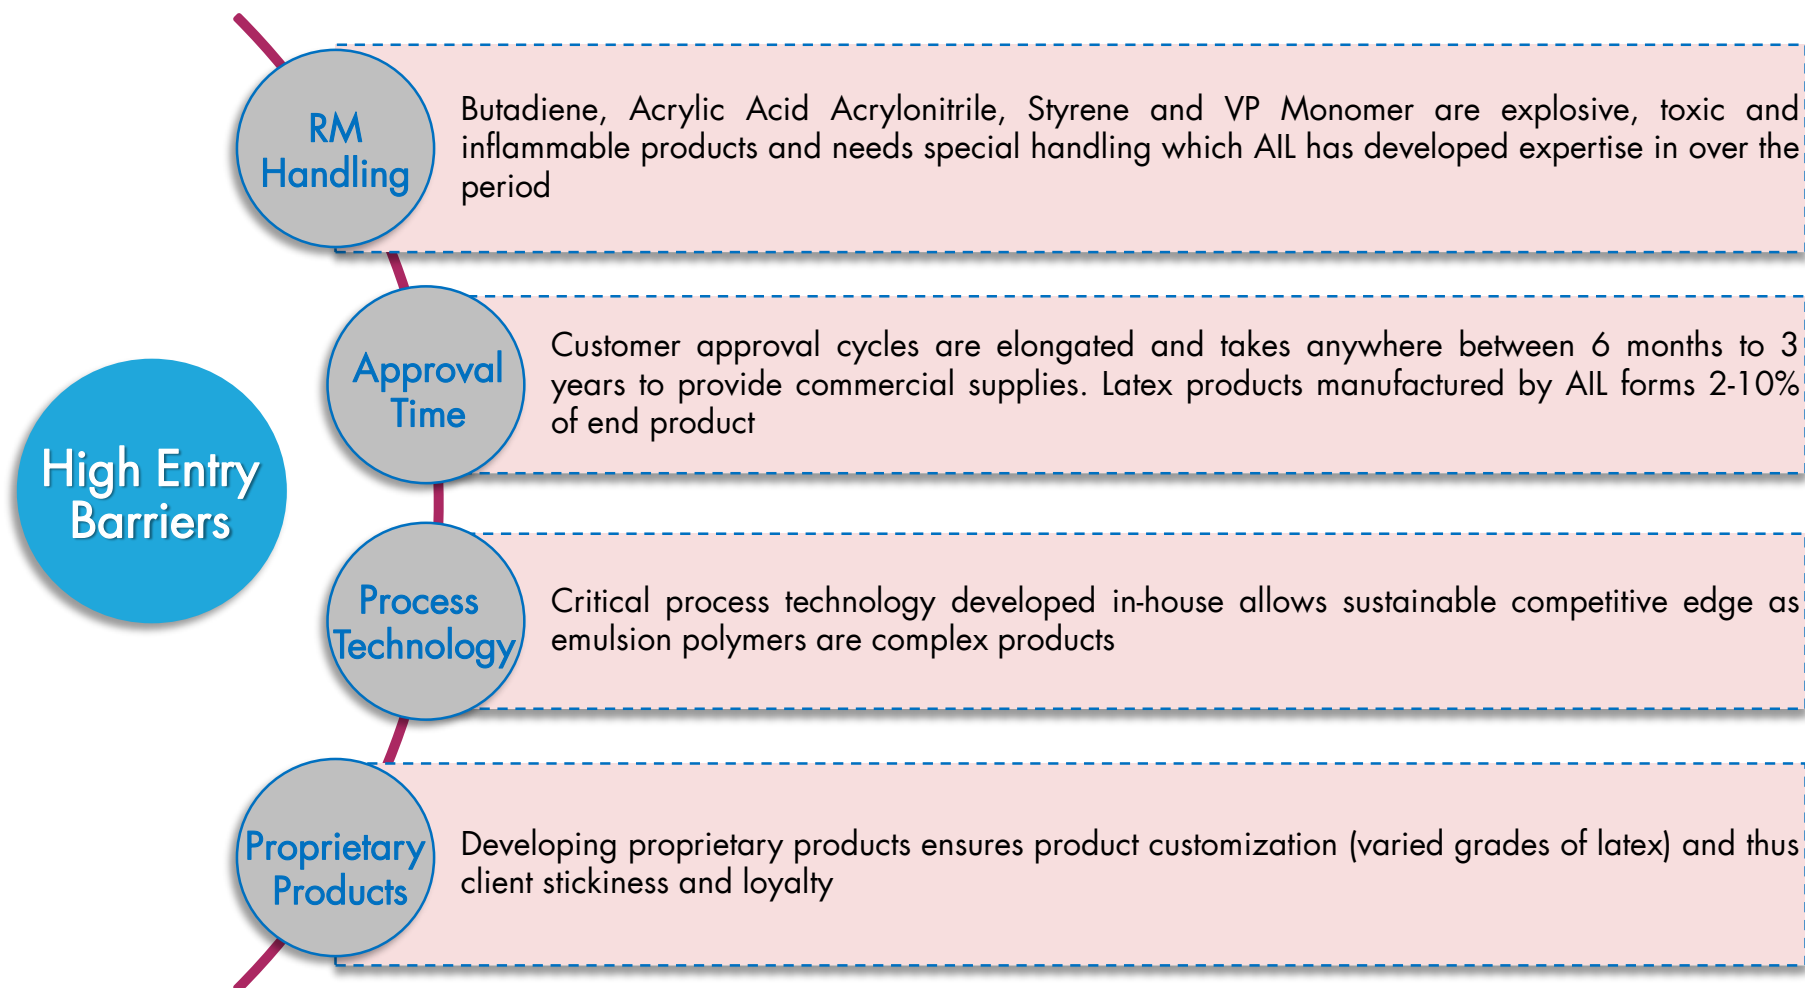 High Entry
Barriers
RM
Handling
Butadiene, Acrylic Acid Acrylonitrile, Styrene and VP Monomer are explosive, toxic and
inflammable products and needs special handling which AIL has developed expertise in over the
period
Approval
Time
Customer approval cycles are elongated and takes anywhere between 6 months to 3
years to provide commercial supplies. Latex products manufactured by AIL forms 2-10%
of end product
Process
Technology
Critical process technology developed in-house allows sustainable competitive edge as
emulsion polymers are complex products
Proprietary
Products
Developing proprietary products ensures product customization (varied grades of latex) and thus
client stickiness and loyalty